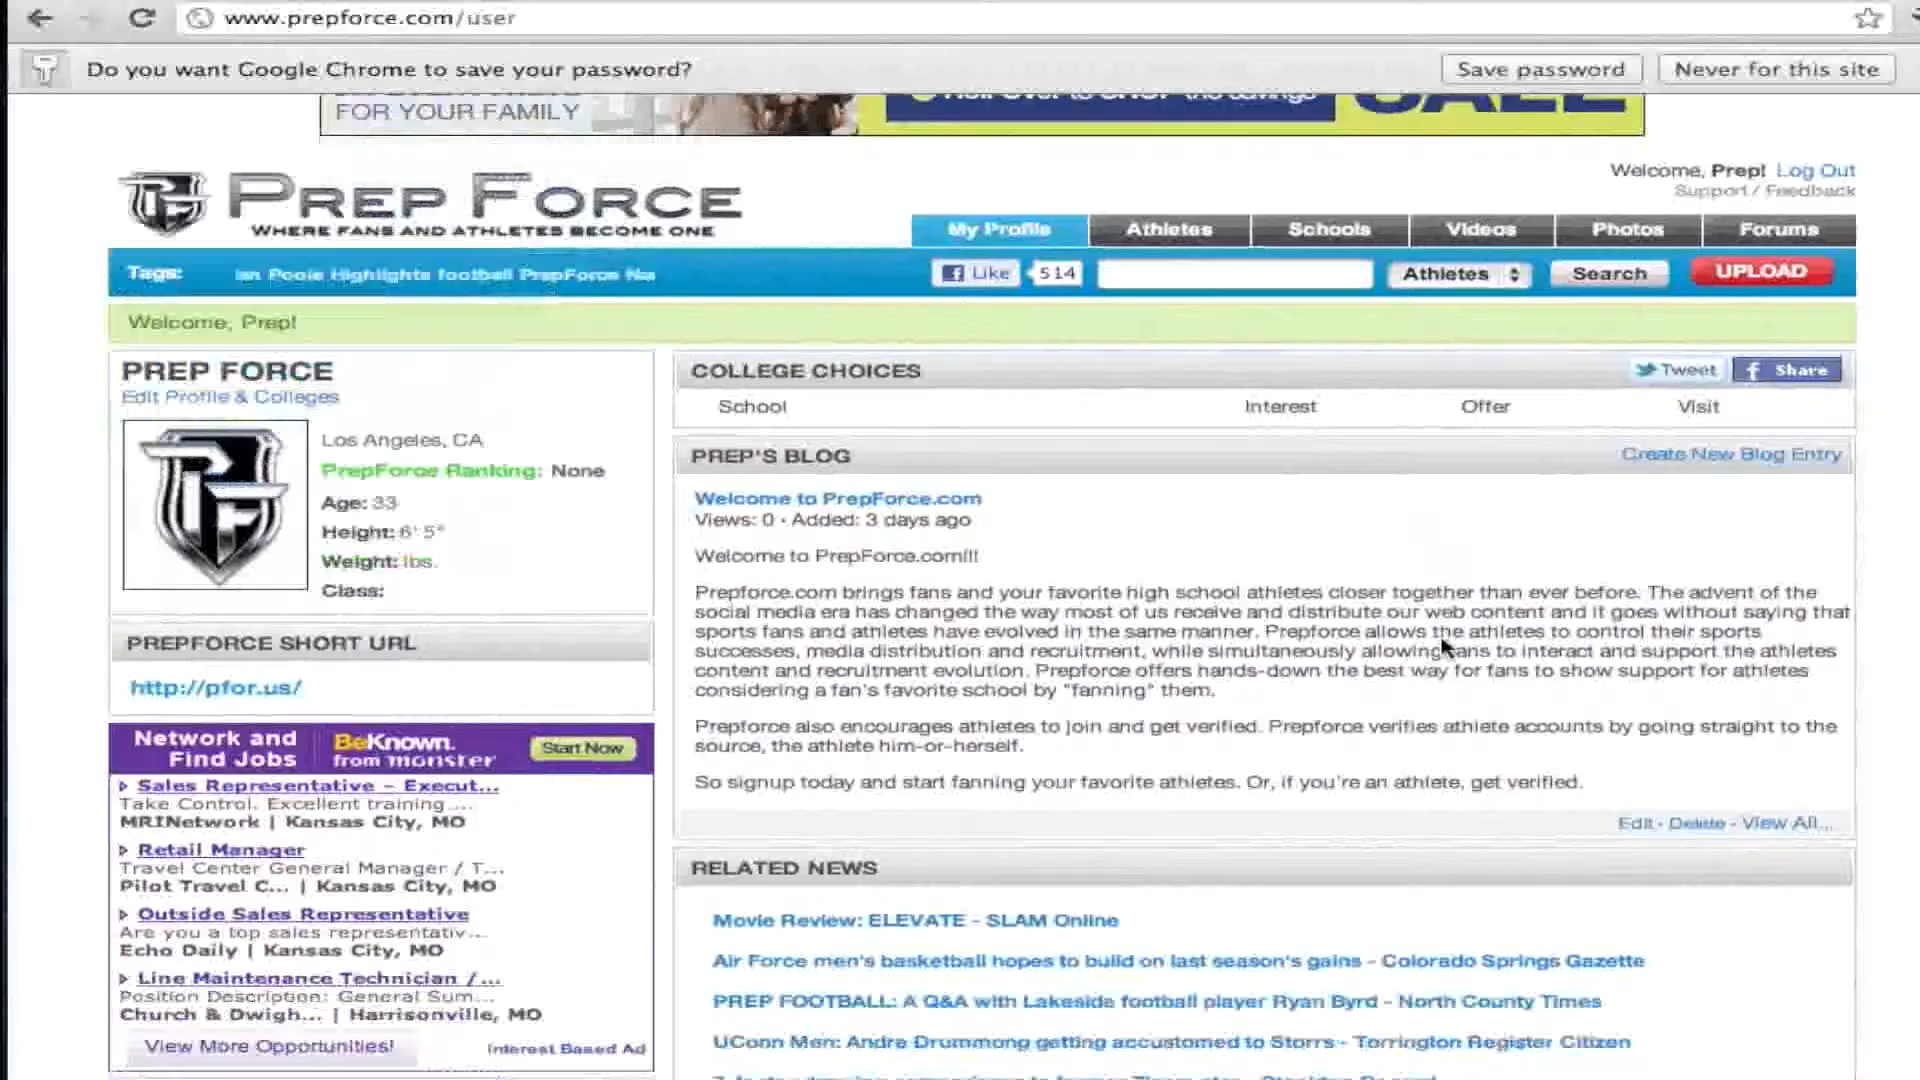 www.prepforce.com/user
Do you want Google Chrome to save your password?
Save password
Never for this site
FOR YOUR FAMILY
SALE
Welcome, Prep! Log Out
Support / Feedback
PREP FORCE
WHERE FANS AND ATHLETES BECOME ONE
My Profile
Athletes
Schools
Videos
Photos
Forums
Tags:
Ian Poole Highlights football PrepForce
Like
514
Athletes
Search
UPLOAD
Welcome, Prep!
PREP FORCE
Edit Profile & Colleges
Los Angeles, CA
PrepForce Ranking: None
Age: 33
Height: 6' 5"
Weight: lbs.
Class:
PREPFORCE SHORT URL
http://pfor.us/
Network and
Find Jobs
BeKnown.
from monster
Start Now
Sales Representative - Execut...
Take Control. Excellent training ...
MRINetwork | Kansas City, MO
Retail Manager
Travel Center General Manager / T...
Pilot Travel C... | Kansas City, MO
Outside Sales Representative
Are you a top sales representativ...
Echo Daily | Kansas City, MO
Line Maintenance Technician /...
Position Description: General Sum...
Church & Dwigh... | Harrisonville, MO
View More Opportunities!
Interest Based Ad
COLLEGE CHOICES
Tweet
Share
School
Interest
Offer
Visit
PREP'S BLOG
Create New Blog Entry
Welcome to PrepForce.com
Views: 0 · Added: 3 days ago
Welcome to PrepForce.com!!!
Prepforce.com brings fans and your favorite high school athletes closer together than ever before. The advent of the
social media era has changed the way most of us receive and distribute our web content and it goes without saying that
sports fans and athletes have evolved in the same manner. Prepforce allows the athletes to control their sports
successes, media distribution and recruitment, while simultaneously allowing fans to interact and support the athletes
content and recruitment evolution. Prepforce offers hands-down the best way for fans to show support for athletes
considering a fan's favorite school by "fanning" them.
Prepforce also encourages athletes to join and get verified. Prepforce verifies athlete accounts by going straight to the
source, the athlete him-or-herself.
So signup today and start fanning your favorite athletes. Or, if you're an athlete, get verified.
Edit · Delete · View All...
RELATED NEWS
Movie Review: ELEVATE - SLAM Online
Air Force men's basketball hopes to build on last season's gains - Colorado Springs Gazette
PREP FOOTBALL: A Q&A with Lakeside football player Ryan Byrd - North County Times
UConn Men: Andre Drummong getting accustomed to Storrs - Torrington Register Citizen